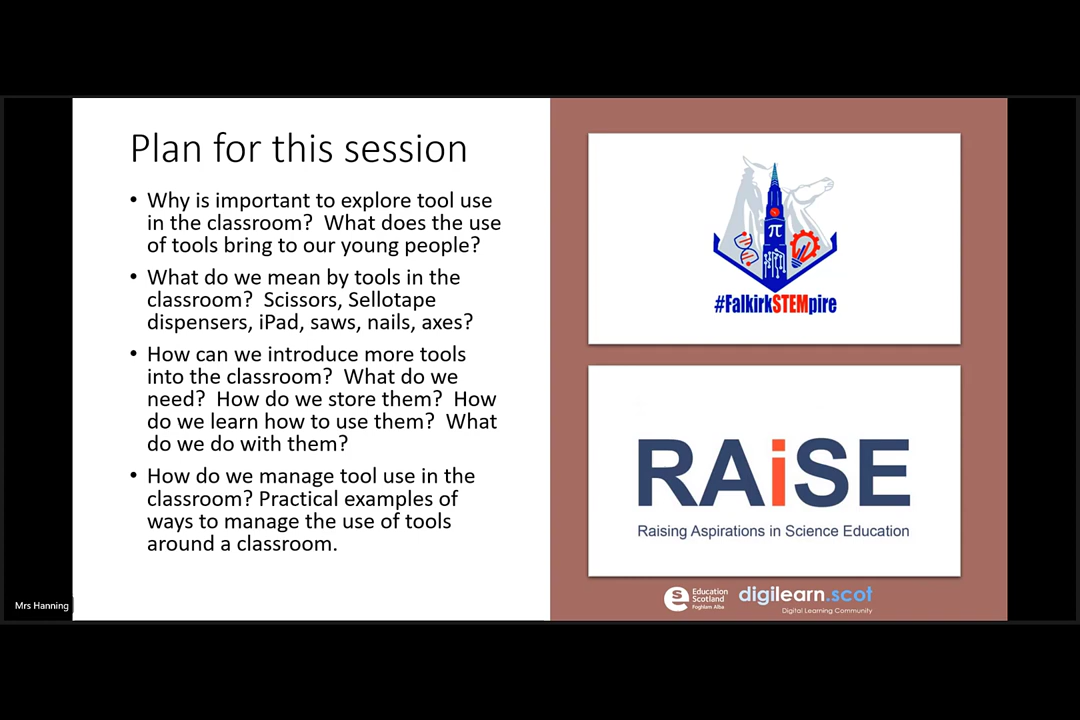 Plan for this session
• Why is important to explore tool use
in the classroom?  What does the use
of tools bring to our young people?
• What do we mean by tools in the
classroom?  Scissors, Sellotape
dispensers, iPad, saws, nails, axes?
• How can we introduce more tools
into the classroom?  What do we
need?  How do we store them?  How
do we learn how to use them?  What
do we do with them?
• How do we manage tool use in the
classroom? Practical examples of
ways to manage the use of tools
around a classroom.
π
#FalkirkSTEMpire
RAiSE
Raising Aspirations in Science Education
Education
Scotland
Foghlam Alba
digilearn.scot
Digital Learning Community
Mrs Hanning